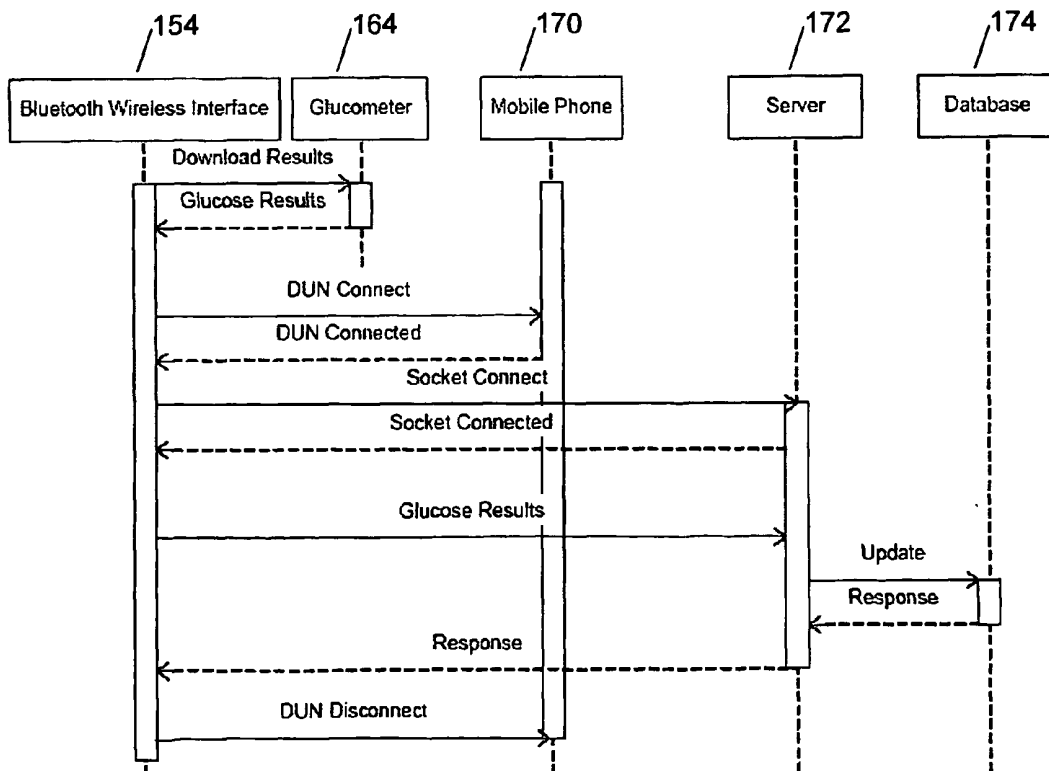 154
164
170
172
174
Bluetooth Wireless Interface
Glucometer
Mobile Phone
Server
Database
Download Results
Glucose Results
DUN Connect
DUN Connected
Socket Connect
Socket Connected
Glucose Results
Update
Response
Response
DUN Disconnect